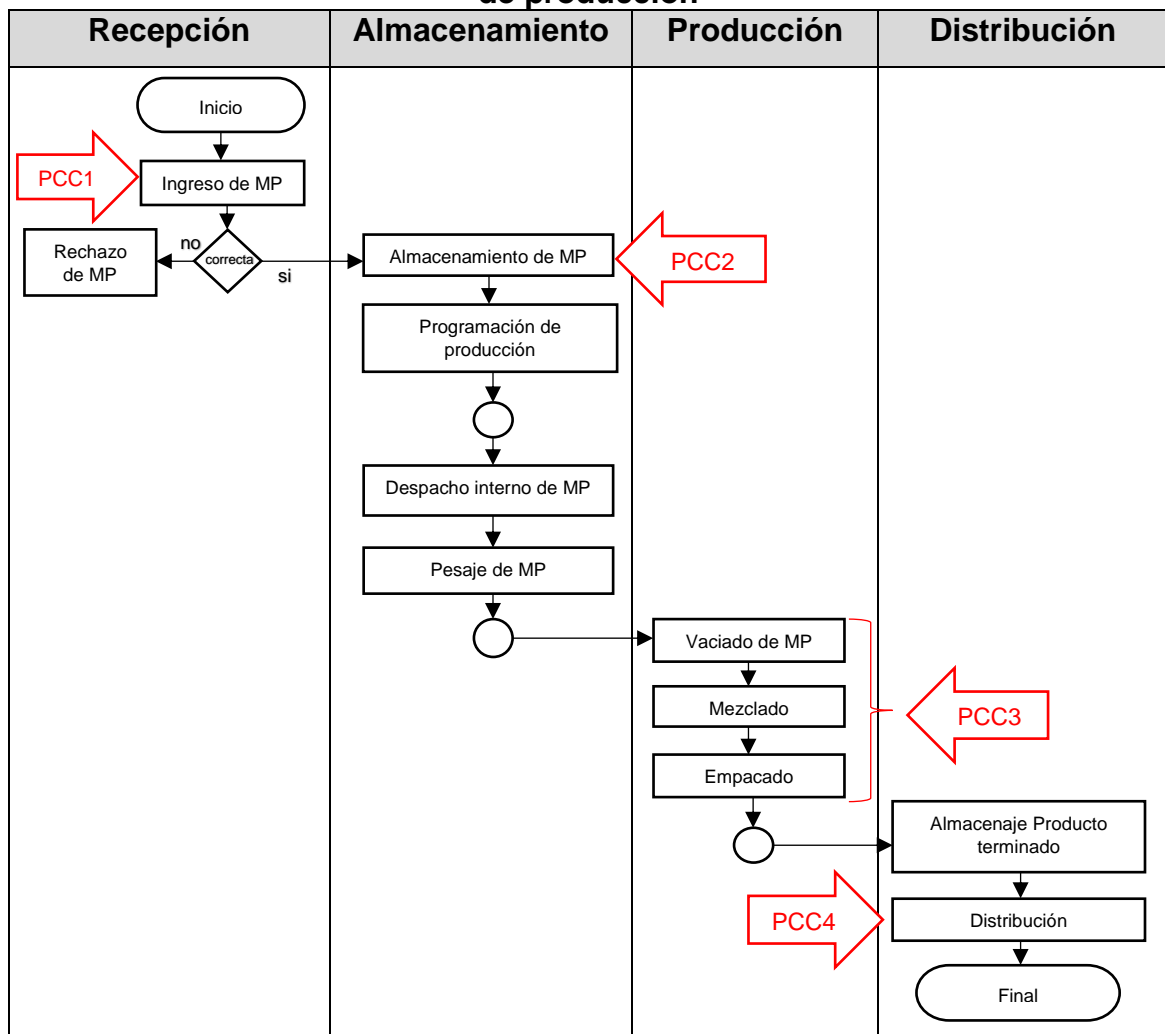 de producción
Recepción
Almacenamiento
Producción
Distribución
Inicio
PCC1
Ingreso de MP
Rechazo
de MP
no
correcta
si
Almacenamiento de MP
PCC2
Programación de
producción
Despacho interno de MP
Pesaje de MP
Vaciado de MP
Mezclado
PCC3
Empacado
Almacenaje Producto
terminado
PCC4
Distribución
Final